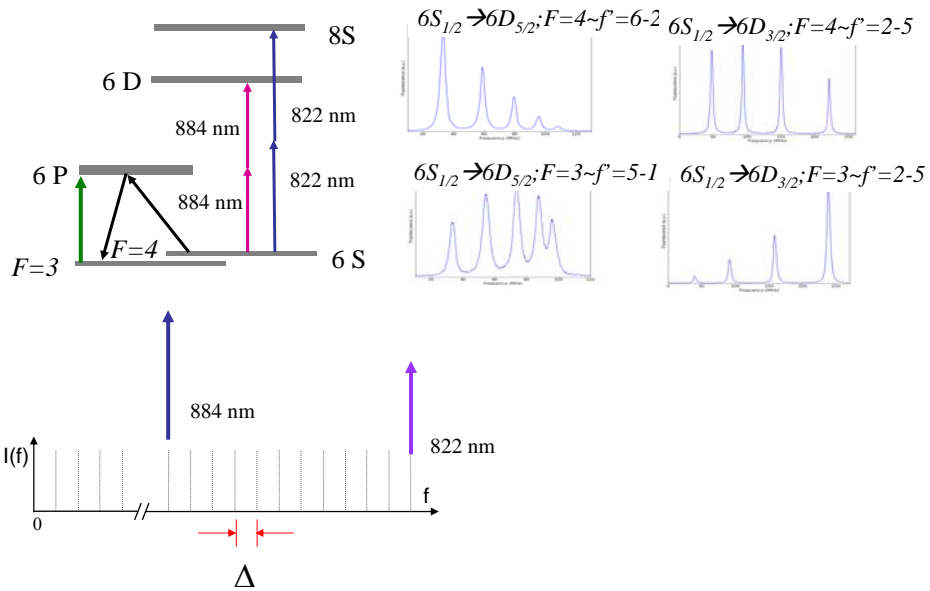 8S
6 D
822 nm
884 nm
6 P
822 nm
884 nm
F=4
6 S
F=3
6S1/2→6D5/2;F=4~f'=6-2
6S1/2→6D3/2;F=4~f'=2-5
6S1/2→6D5/2;F=3~f'=5-1
6S1/2→6D3/2;F=3~f'=2-5
884 nm
822 nm
I(f)
f
0
Δ